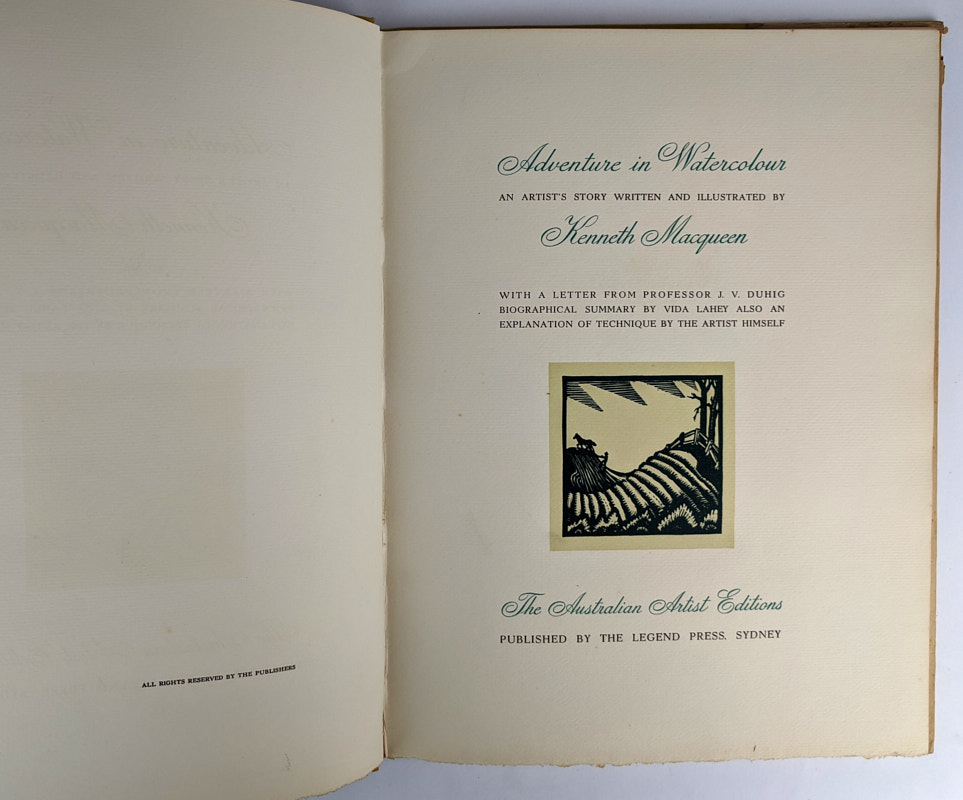 ALL RIGHTS RESERVED BY THE PUBLISHERS
Adventure in Watercolour
AN ARTIST'S STORY WRITTEN AND ILLUSTRATED BY
Kenneth Macqueen
WITH A LETTER FROM PROFESSOR J. V. DUHIG
BIOGRAPHICAL SUMMARY BY VIDA LAHEY ALSO AN
EXPLANATION OF TECHNIQUE BY THE ARTIST HIMSELF
The Australian Artist Editions
PUBLISHED BY THE LEGEND PRESS, SYDNEY